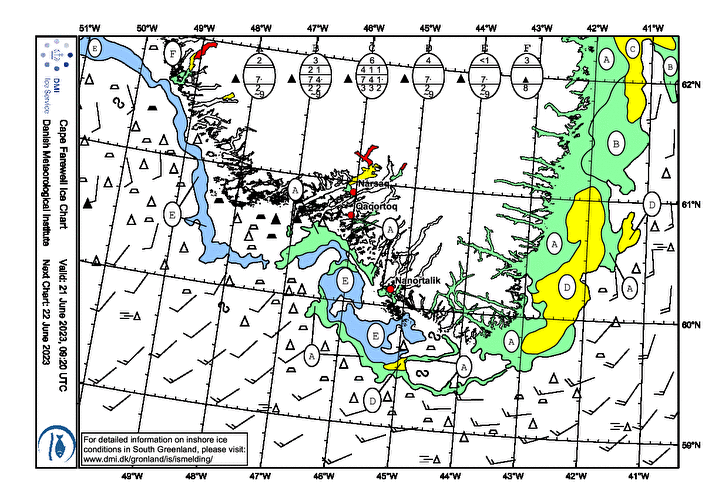 51°W 50°W 49°W 48°W 47°W 46°W 45°W 44°W 43°W 42°W 41°W
E F A B C D E F A C B
2 3 6 4 <1 3
2 1 4 1 1
7 7 4 7 4 1 7 7
2 2 2 3 3 2 8
~9 ~5 ~9 ~9
62°N
DMI
Ice Service
Cape Farewell Ice Chart
Danish Meteorological Institute
Valid: 21 June 2023, 09:20 UTC
Next Chart: 22 June 2023
B
A
Narsaq
61°N
Qaqortoq
D
E
A
A
E
Nanortalik
D
A
60°N
E
2
A
A
2
A
D
For detailed information on inshore ice
conditions in South Greenland, please visit:
www.dmi.dk/gronland/is/ismelding/
59°N
49°W 48°W 47°W 46°W 45°W 44°W 43°W 42°W 41°W